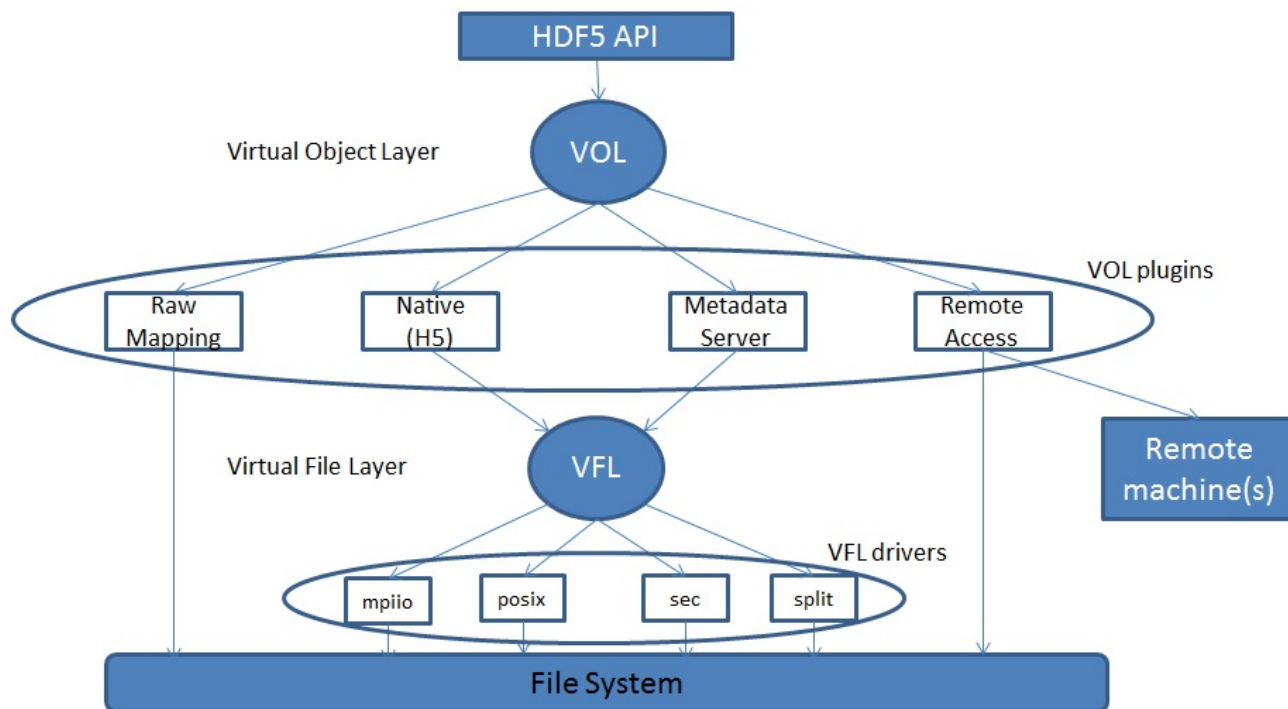 HDF5 API
Virtual Object Layer
VOL
VOL plugins
Raw
Mapping
Native
(H5)
Metadata
Server
Remote
Access
Virtual File Layer
VFL
Remote
machine(s)
VFL drivers
mpiio
posix
sec
split
File System